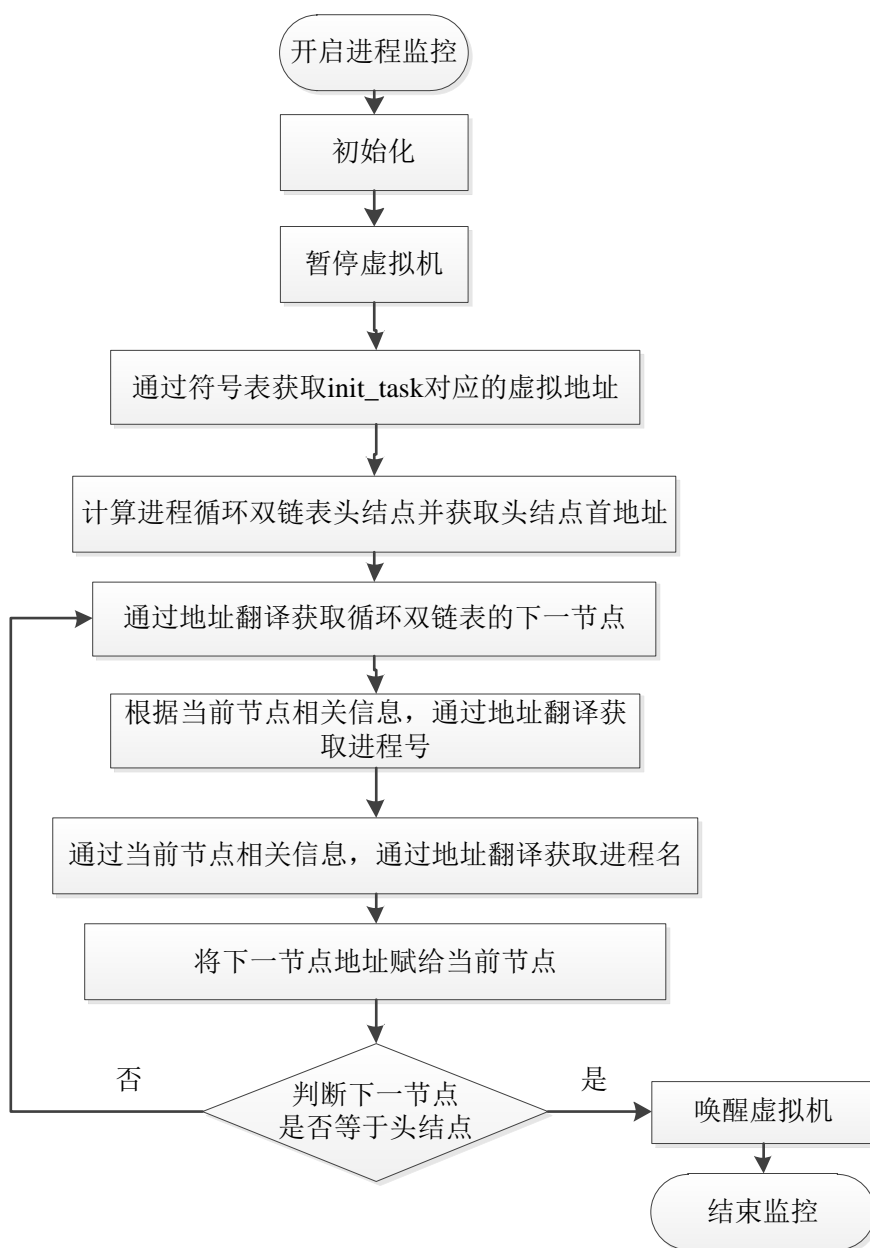 开启进程监控
初始化
暂停虚拟机
通过符号表获取init_task对应的虚拟地址
计算进程循环双链表头结点并获取头结点首地址
通过地址翻译获取循环双链表的下一节点
根据当前节点相关信息，通过地址翻译获
取进程号
通过当前节点相关信息，通过地址翻译获取进程名
将下一节点地址赋给当前节点
否
判断下一节点
是否等于头结点
是
唤醒虚拟机
结束监控